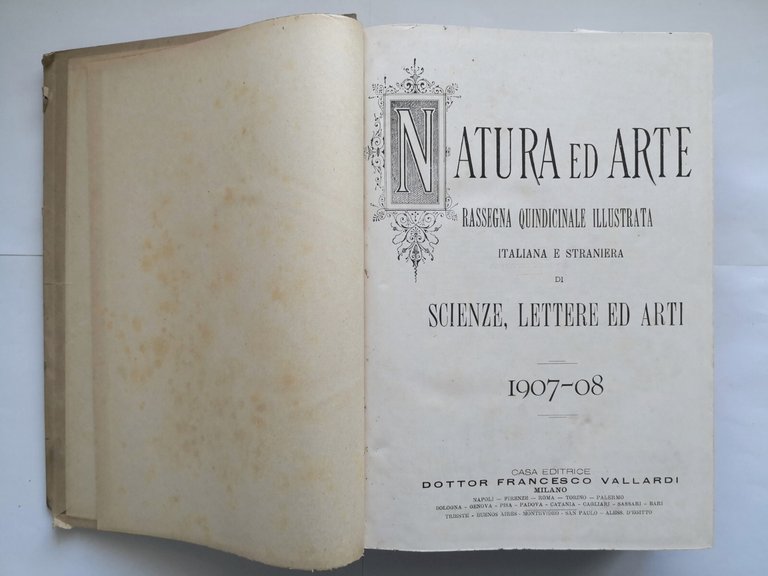 NATURA ED ARTE
RASSEGNA QUINDICINALE ILLUSTRATA
ITALIANA E STRANIERA
DI
SCIENZE, LETTERE ED ARTI
1907-08
CASA EDITRICE
DOTTOR FRANCESCO VALLARDI
MILANO
NAPOLI — FIRENZE — ROMA — TORINO — PALERMO
BOLOGNA - GENOVA - PISA - PADOVA - CATANIA - CAGLIARI - SASSARI - BARI
TRIESTE - BUENOS AIRES - MONTEVIDEO - SAN PAULO - ALESS. D'EGITTO